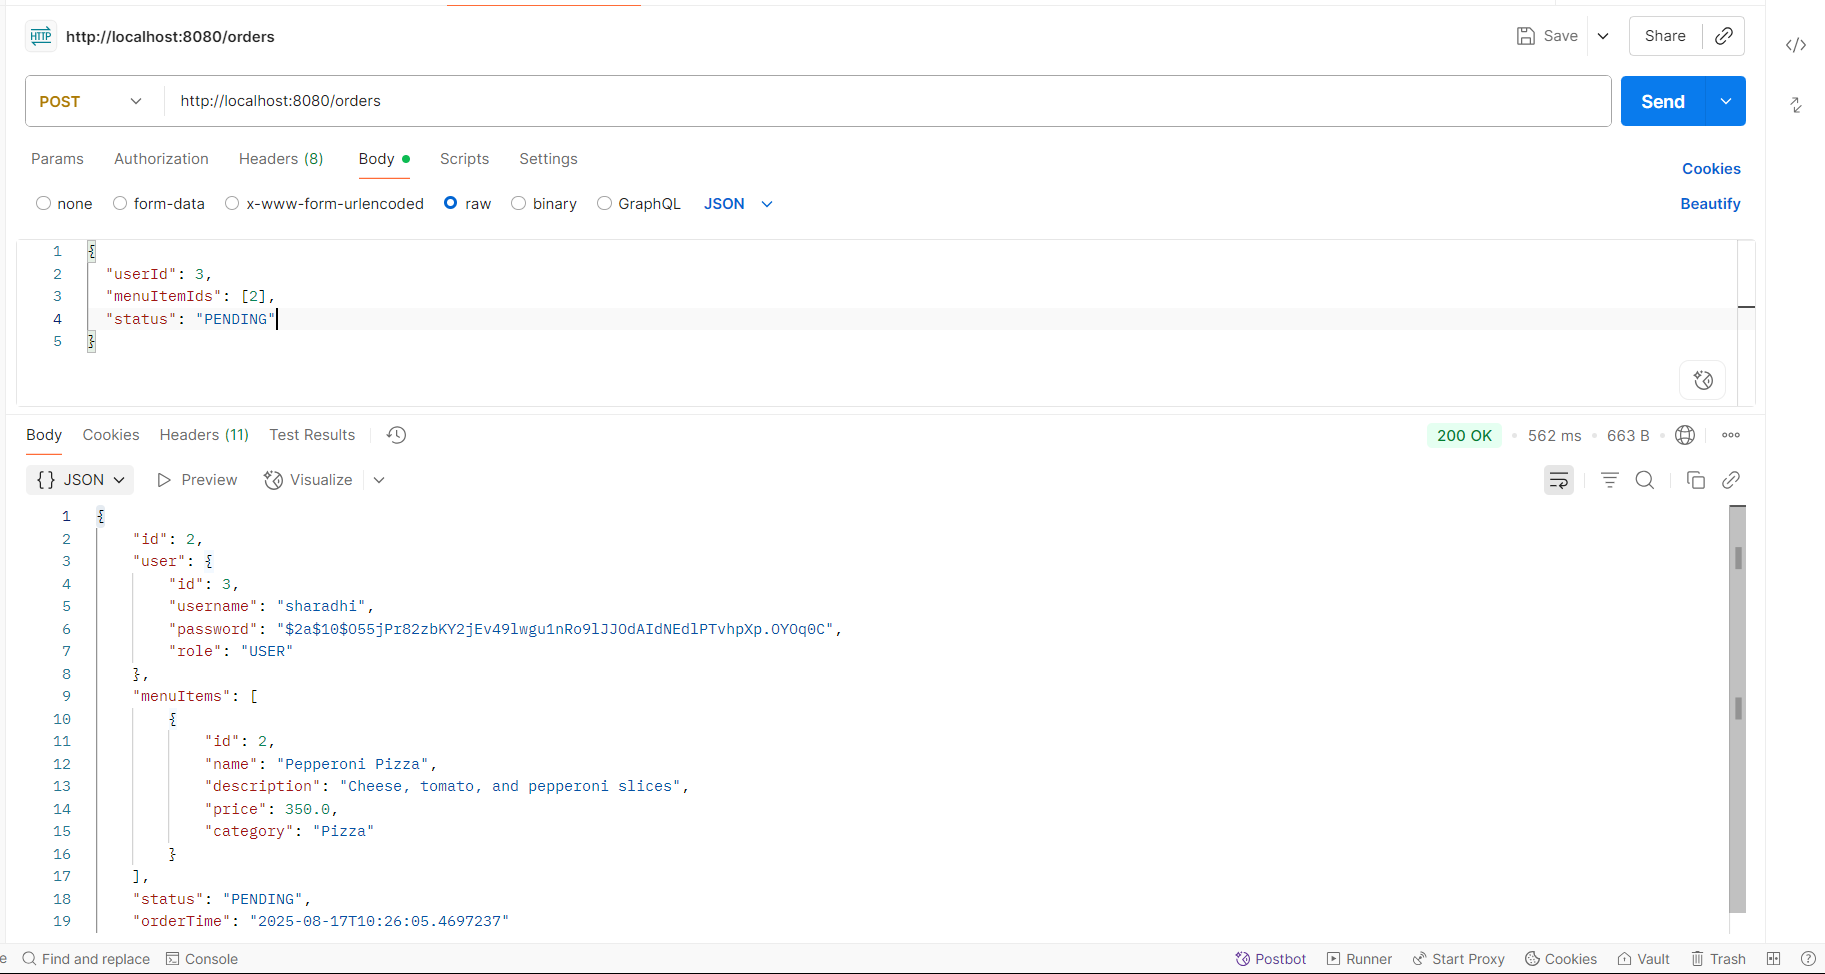 HTTP http://localhost:8080/orders Save Share
POST http://localhost:8080/orders Send
Params Authorization Headers (8) Body Scripts Settings Cookies
none form-data x-www-form-urlencoded raw binary GraphQL JSON Beautify
1 {
2 "userId": 3,
3 "menuItemIds": [2],
4 "status": "PENDING"
5 }
Body Cookies Headers (11) Test Results 200 OK 562 ms 663 B
{} JSON Preview Visualize
1 {
2 "id": 2,
3 "user": {
4 "id": 3,
5 "username": "sharadhi",
6 "password": "$2a$10$O55jPr82zbKY2jEv49lwgu1nRo9lJJOdAIdNEdlPTvhpXp.OYOq0C",
7 "role": "USER"
8 },
9 "menuItems": [
10 {
11 "id": 2,
12 "name": "Pepperoni Pizza",
13 "description": "Cheese, tomato, and pepperoni slices",
14 "price": 350.0,
15 "category": "Pizza"
16 }
17 ],
18 "status": "PENDING",
19 "orderTime": "2025-08-17T10:26:05.4697237"
e Find and replace Console Postbot Runner Start Proxy Cookies Vault Trash